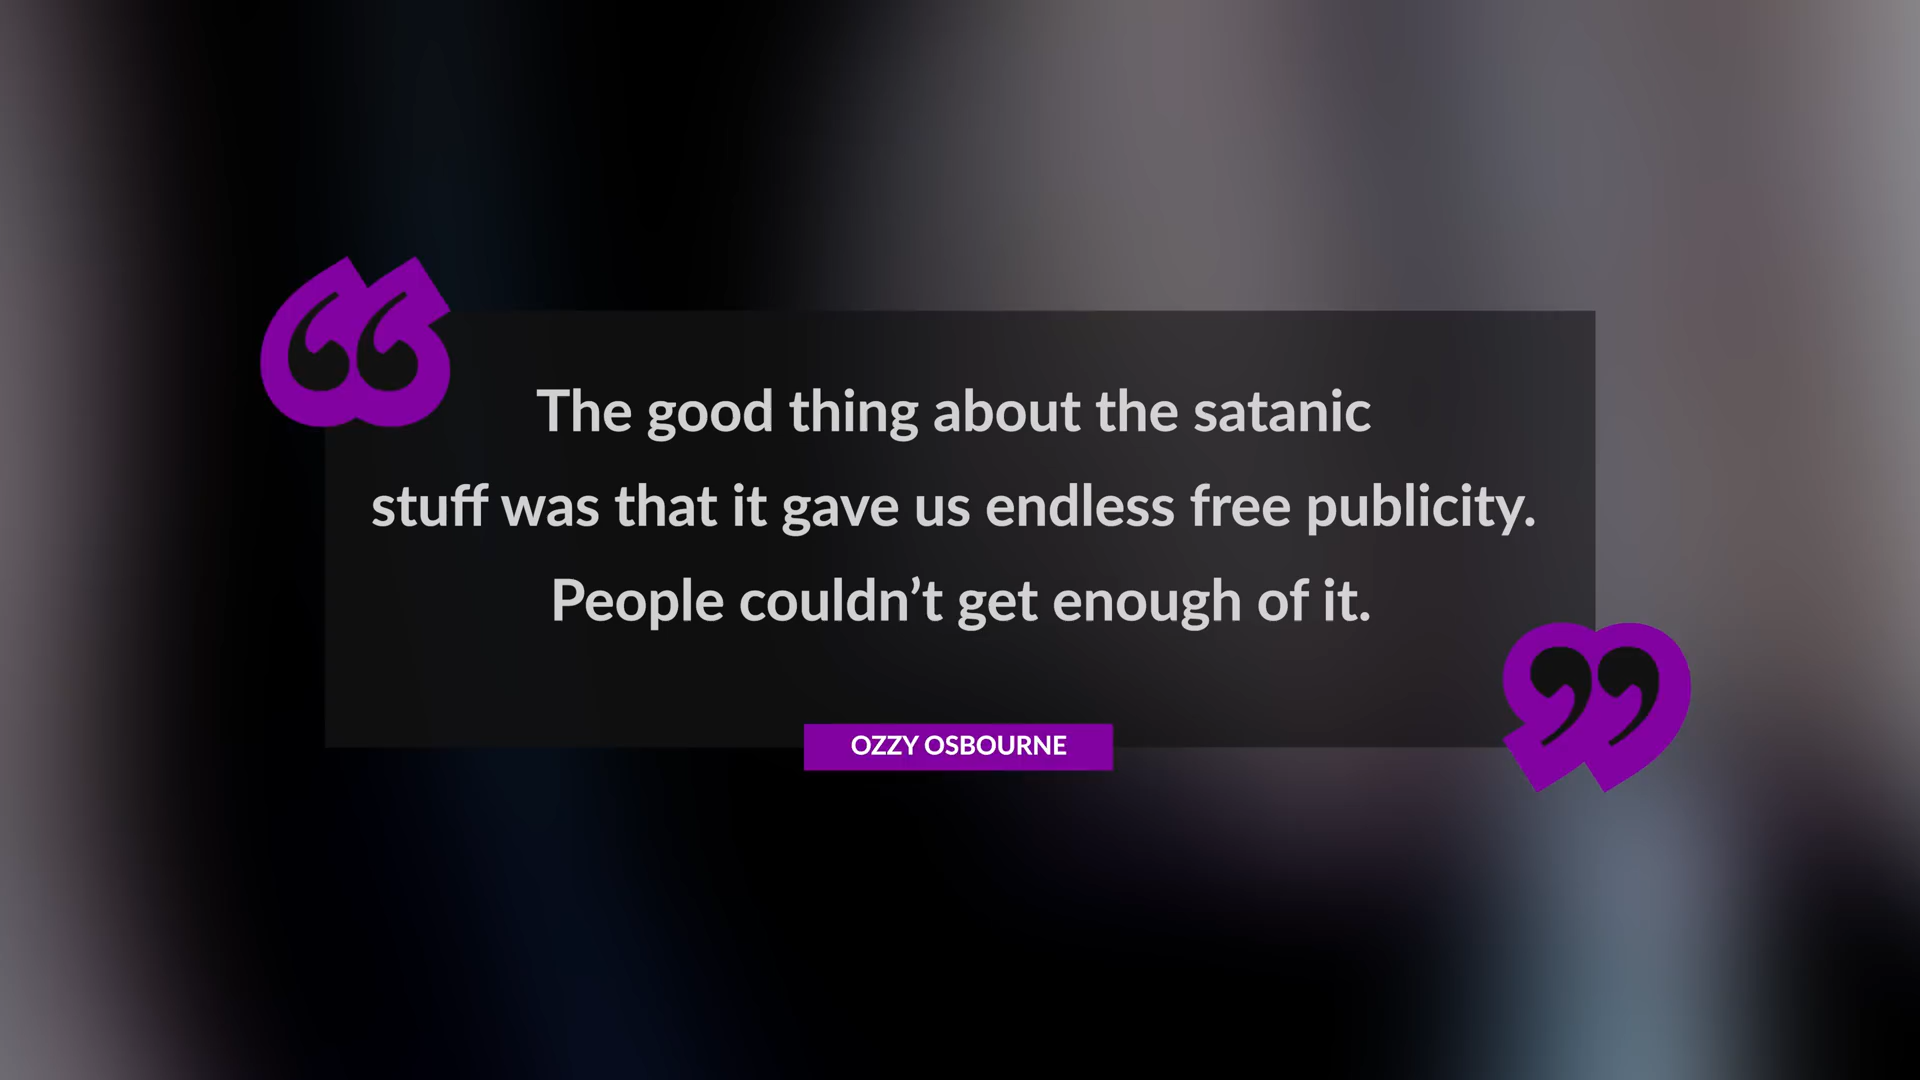 “
The good thing about the satanic
stuff was that it gave us endless free publicity.
People couldn’t get enough of it.
”
OZZY OSBOURNE